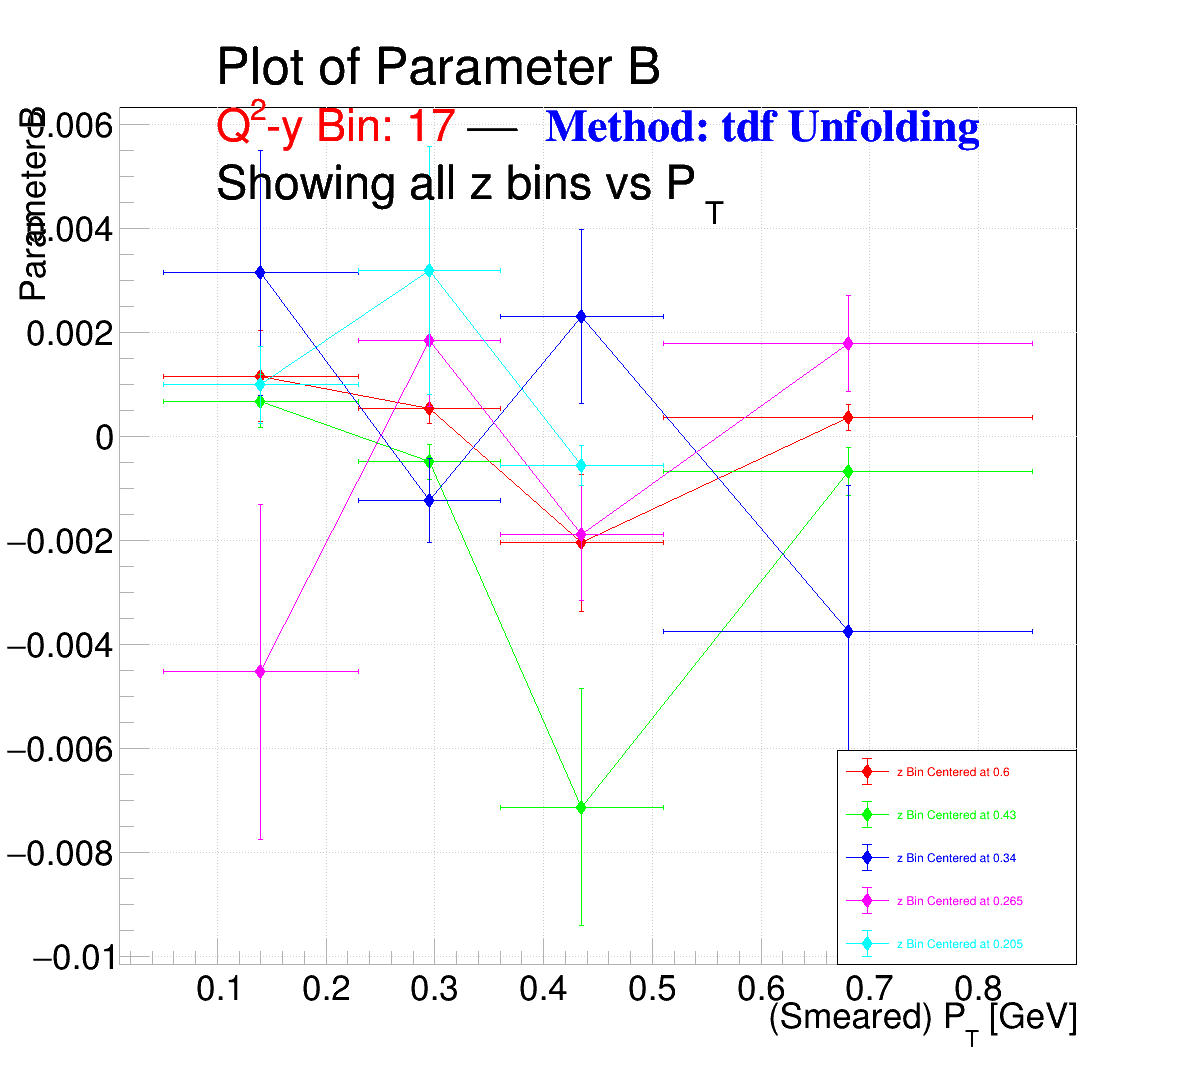 Plot of Parameter B
Q²-y Bin: 17 — Method: tdf Unfolding
Showing all z bins vs P_T
Parameter B
0.006
0.004
0.002
0
−0.002
−0.004
−0.006
−0.008
−0.01
z Bin Centered at 0.6
z Bin Centered at 0.43
z Bin Centered at 0.34
z Bin Centered at 0.265
z Bin Centered at 0.205
0.1 0.2 0.3 0.4 0.5 0.6 0.7 0.8
(Smeared) P_T [GeV]